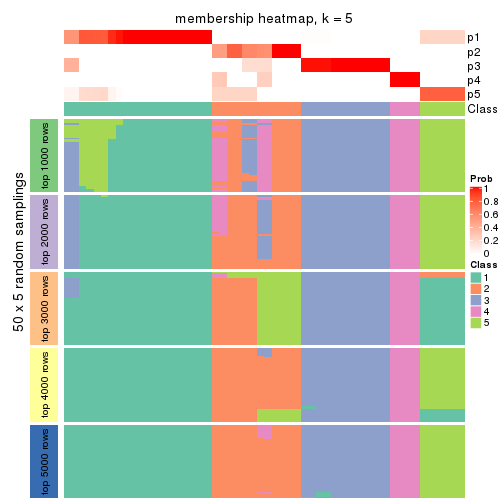 membership heatmap, k = 5
p1
p2
p3
p4
p5
Class
50 x 5 random samplings
top 1000 rows
top 2000 rows
top 3000 rows
top 4000 rows
top 5000 rows
Prob
1
0.8
0.6
0.4
0.2
0
Class
1
2
3
4
5